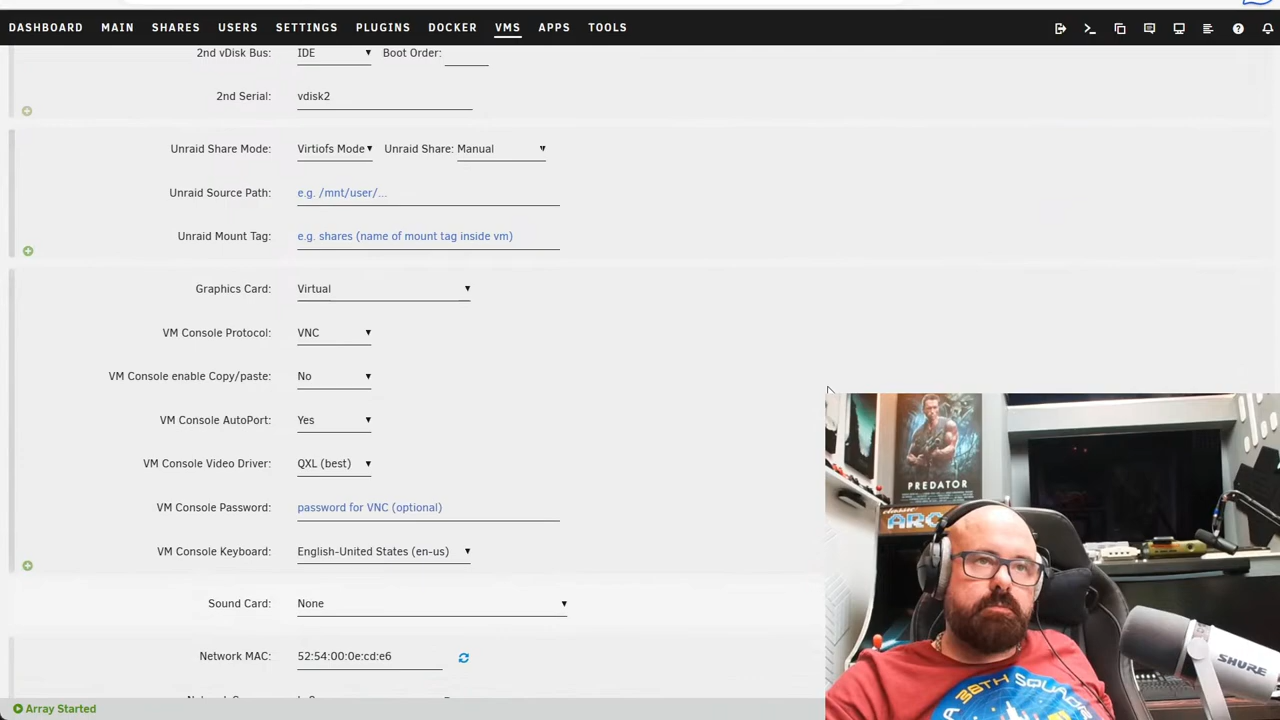 DASHBOARD MAIN SHARES USERS SETTINGS PLUGINS DOCKER VMS APPS TOOLS
2nd vDisk Bus: IDE Boot Order:
2nd Serial: vdisk2
Unraid Share Mode: Virtiofs Mode Unraid Share: Manual
Unraid Source Path: e.g. /mnt/user/...
Unraid Mount Tag: e.g. shares (name of mount tag inside vm)
Graphics Card: Virtual
VM Console Protocol: VNC
VM Console enable Copy/paste: No
VM Console AutoPort: Yes
VM Console Video Driver: QXL (best)
VM Console Password: password for VNC (optional)
VM Console Keyboard: English-United States (en-us)
Sound Card: None
Network MAC: 52:54:00:0e:cd:e6
Array Started
PREDATOR
classic
ARC
38TH SQUAD
SHURE